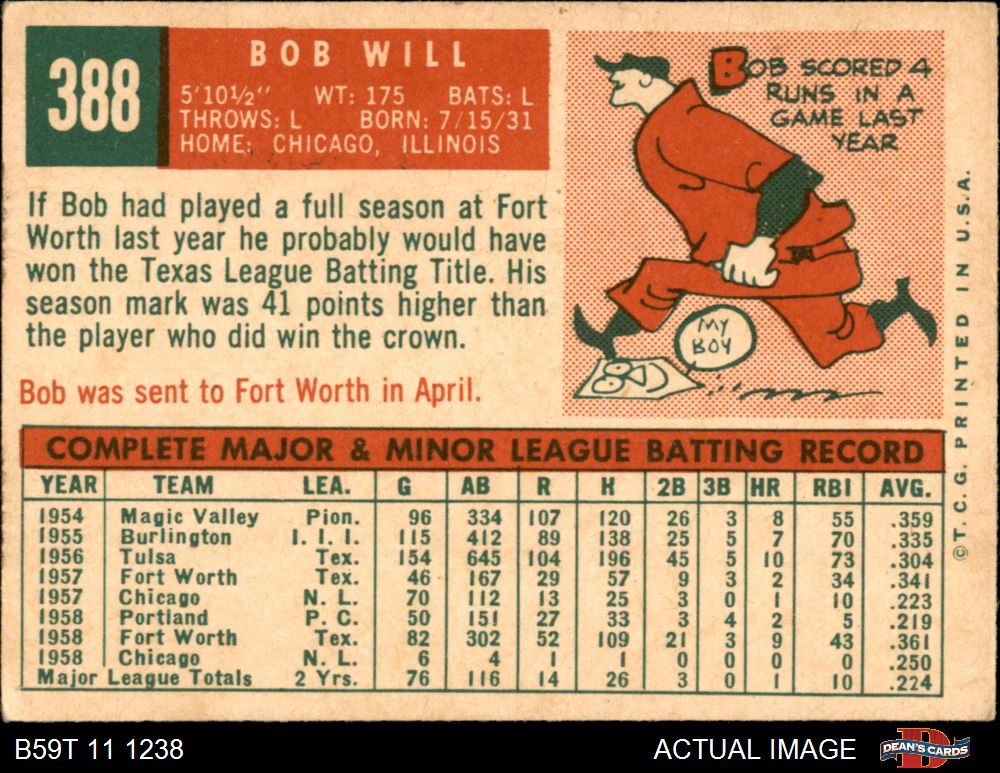 388
BOB WILL
5'10½" WT: 175 BATS: L
THROWS: L BORN: 7/15/31
HOME: CHICAGO, ILLINOIS
If Bob had played a full season at Fort
Worth last year he probably would have
won the Texas League Batting Title. His
season mark was 41 points higher than
the player who did win the crown.
Bob was sent to Fort Worth in April.
BOB SCORED 4
RUNS IN A
GAME LAST
YEAR
MY
BOY
COMPLETE MAJOR & MINOR LEAGUE BATTING RECORD
YEAR TEAM LEA. G AB R H 2B 3B HR RBI AVG.
1954 Magic Valley Pion. 96 334 107 120 26 3 8 55 .359
1955 Burlington I. I. I. 115 412 89 138 25 5 7 70 .335
1956 Tulsa Tex. 154 645 104 196 45 5 10 73 .304
1957 Fort Worth Tex. 46 167 29 57 9 3 2 34 .341
1957 Chicago N. L. 70 112 13 25 3 0 1 10 .223
1958 Portland P. C. 50 151 27 33 3 4 2 5 .219
1958 Fort Worth Tex. 82 302 52 109 21 3 9 43 .361
1958 Chicago N. L. 6 4 1 1 0 0 0 0 .250
Major League Totals 2 Yrs. 76 116 14 26 3 0 1 10 .224
©T. C. G. PRINTED IN U.S.A.
B59T 11 1238
ACTUAL IMAGE
DEAN'S CARDS